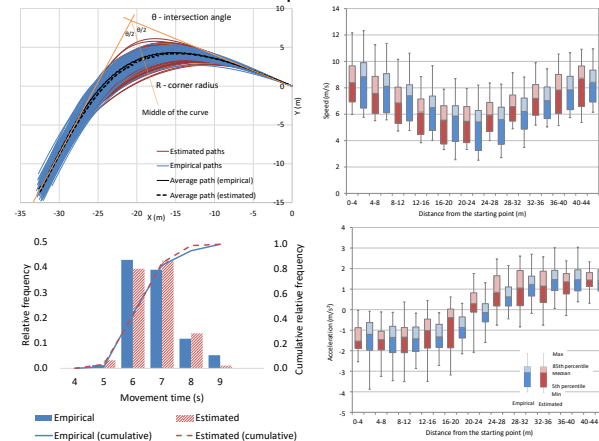 θ - intersection angle
θ/2
θ/2
R - corner radius
Middle of the curve
Estimated paths
Empirical paths
Average path (empirical)
Average path (estimated)
10
5
0
-5
-10
-15
Y (m)
-35 -30 -25 -20 -15 -10 -5 0
X (m)
14
12
10
8
6
4
2
0
Speed (m/s)
0-4 4-8 8-12 12-16 16-20 20-24 24-28 28-32 32-36 36-40 40-44
Distance from the starting point (m)
0.5
0.4
0.3
0.2
0.1
0.0
Relative frequency
1.0
0.8
0.6
0.4
0.2
0.0
Cumulative relative frequency
4 5 6 7 8 9
Movement time (s)
Empirical Estimated
Empirical (cumulative) Estimated (cumulative)
4
3
2
1
0
-1
-2
-3
-4
-5
Acceleration (m/s²)
Max
85th percentile
Median
5th percentile
Min
Empirical Estimated
0-4 4-8 8-12 12-16 16-20 20-24 24-28 28-32 32-36 36-40 40-44
Distance from the starting point (m)